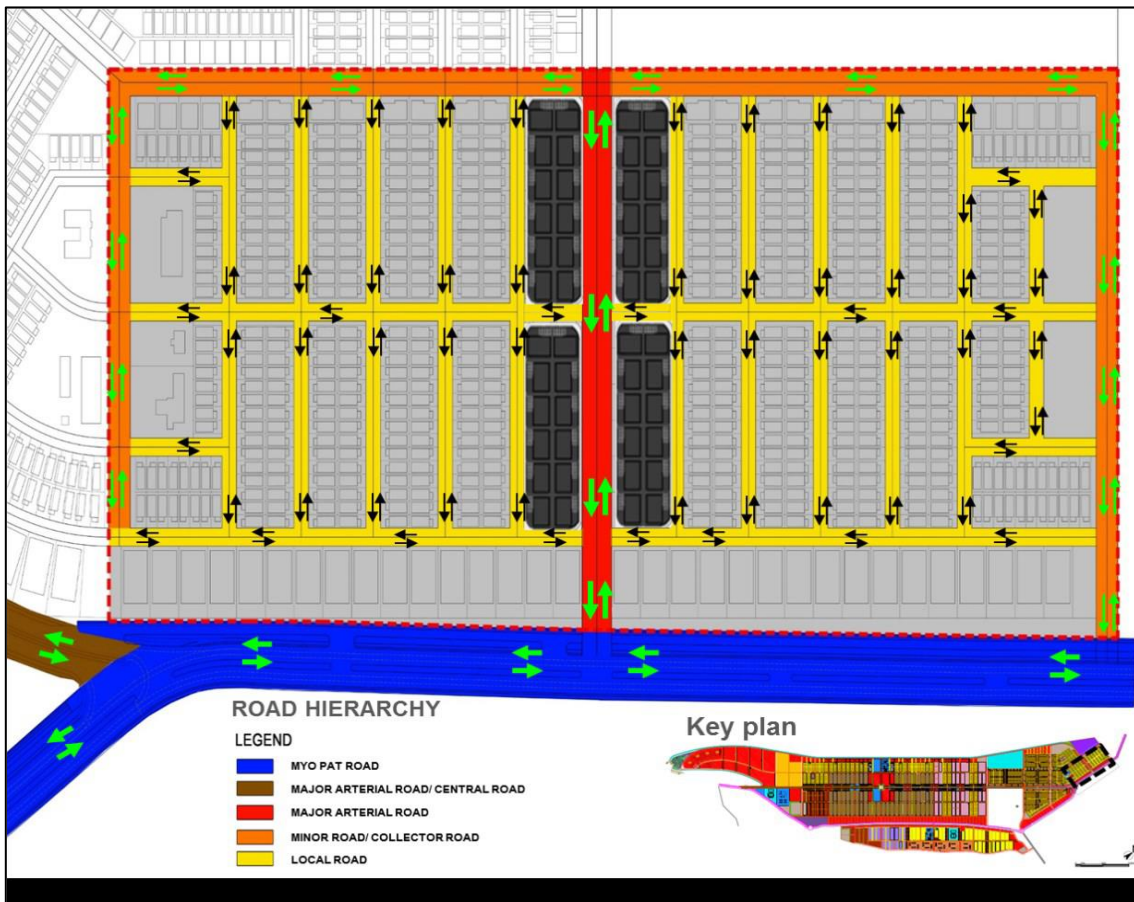 ROAD HIERARCHY
LEGEND
MYO PAT ROAD
MAJOR ARTERIAL ROAD/ CENTRAL ROAD
MAJOR ARTERIAL ROAD
MINOR ROAD/ COLLECTOR ROAD
LOCAL ROAD
Key plan